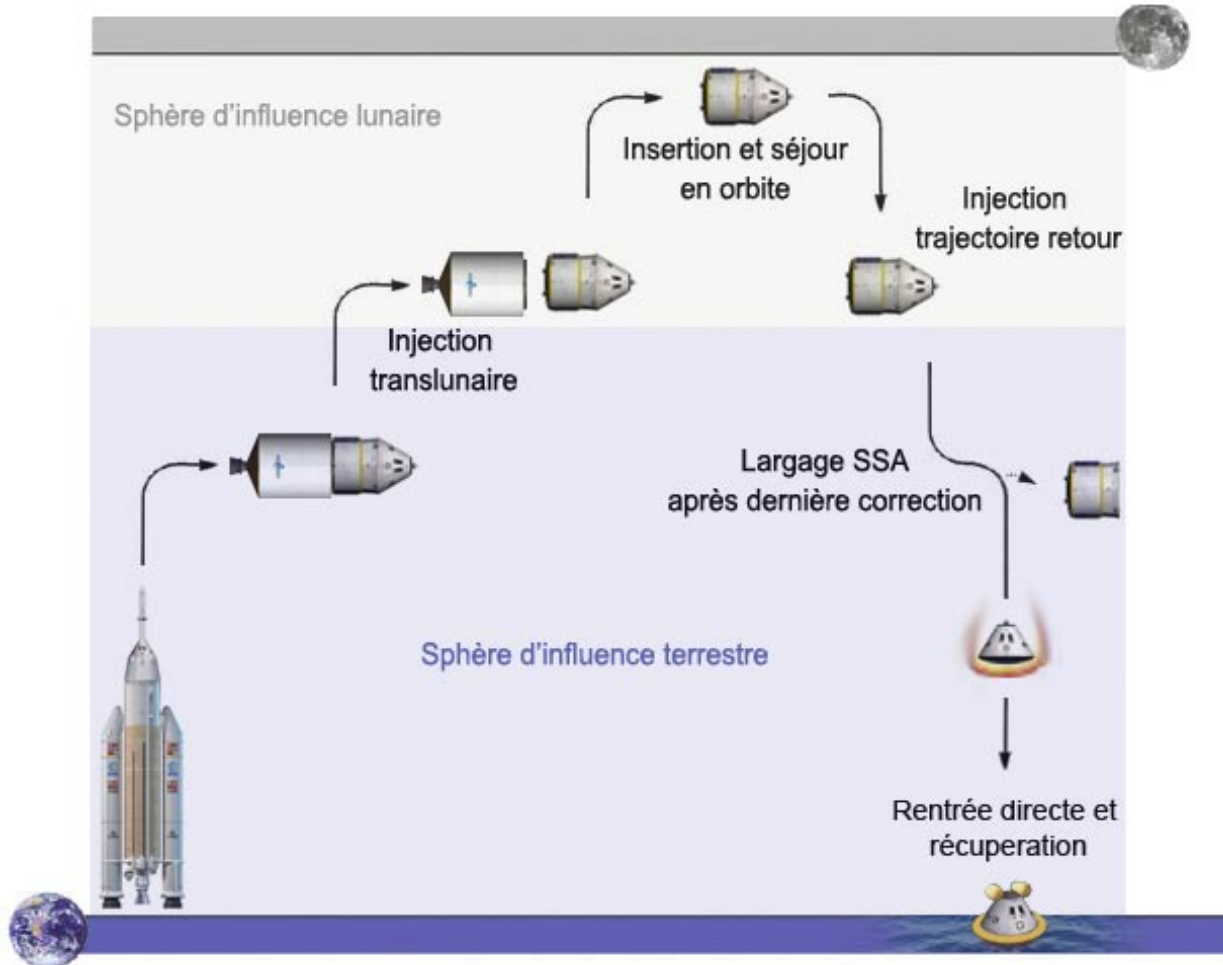 Sphère d'influence lunaire
Insertion et séjour
en orbite
Injection
trajectoire retour
Injection
translunaire
Largage SSA
après dernière correction
Sphère d'influence terrestre
Rentrée directe et
récuperation